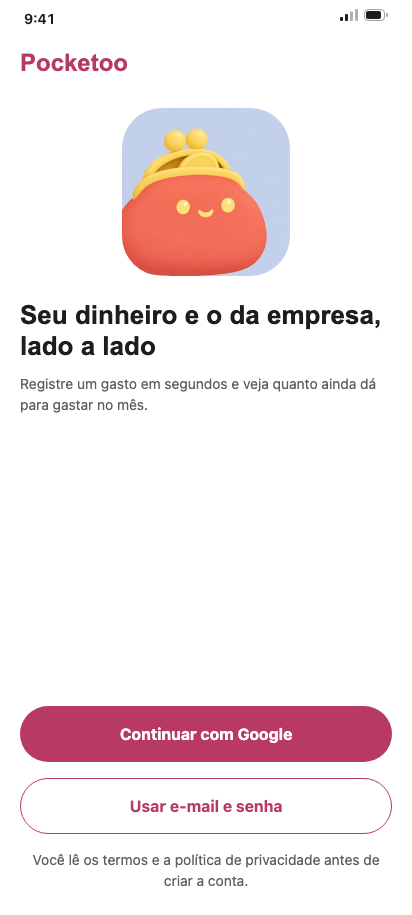 9:41
Pocketoo
Seu dinheiro e o da empresa,
lado a lado
Registre um gasto em segundos e veja quanto ainda dá
para gastar no mês.
Continuar com Google
Usar e-mail e senha
Você lê os termos e a política de privacidade antes de
criar a conta.